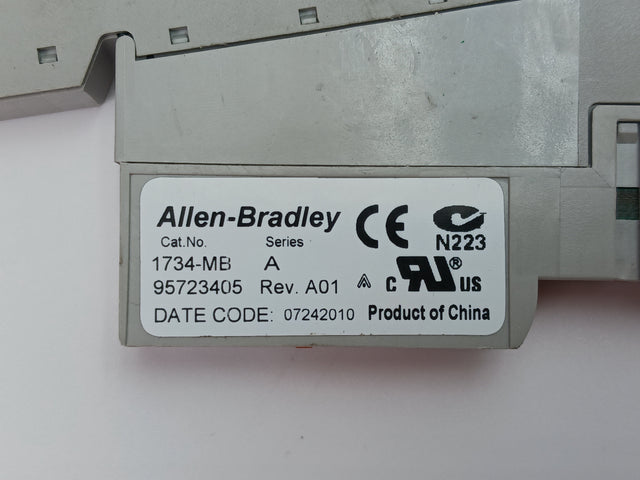 Allen-Bradley
CE
N223
Cat.No. Series
1734-MB A
95723405 Rev. A01
C UR ® US
DATE CODE: 07242010 Product of China